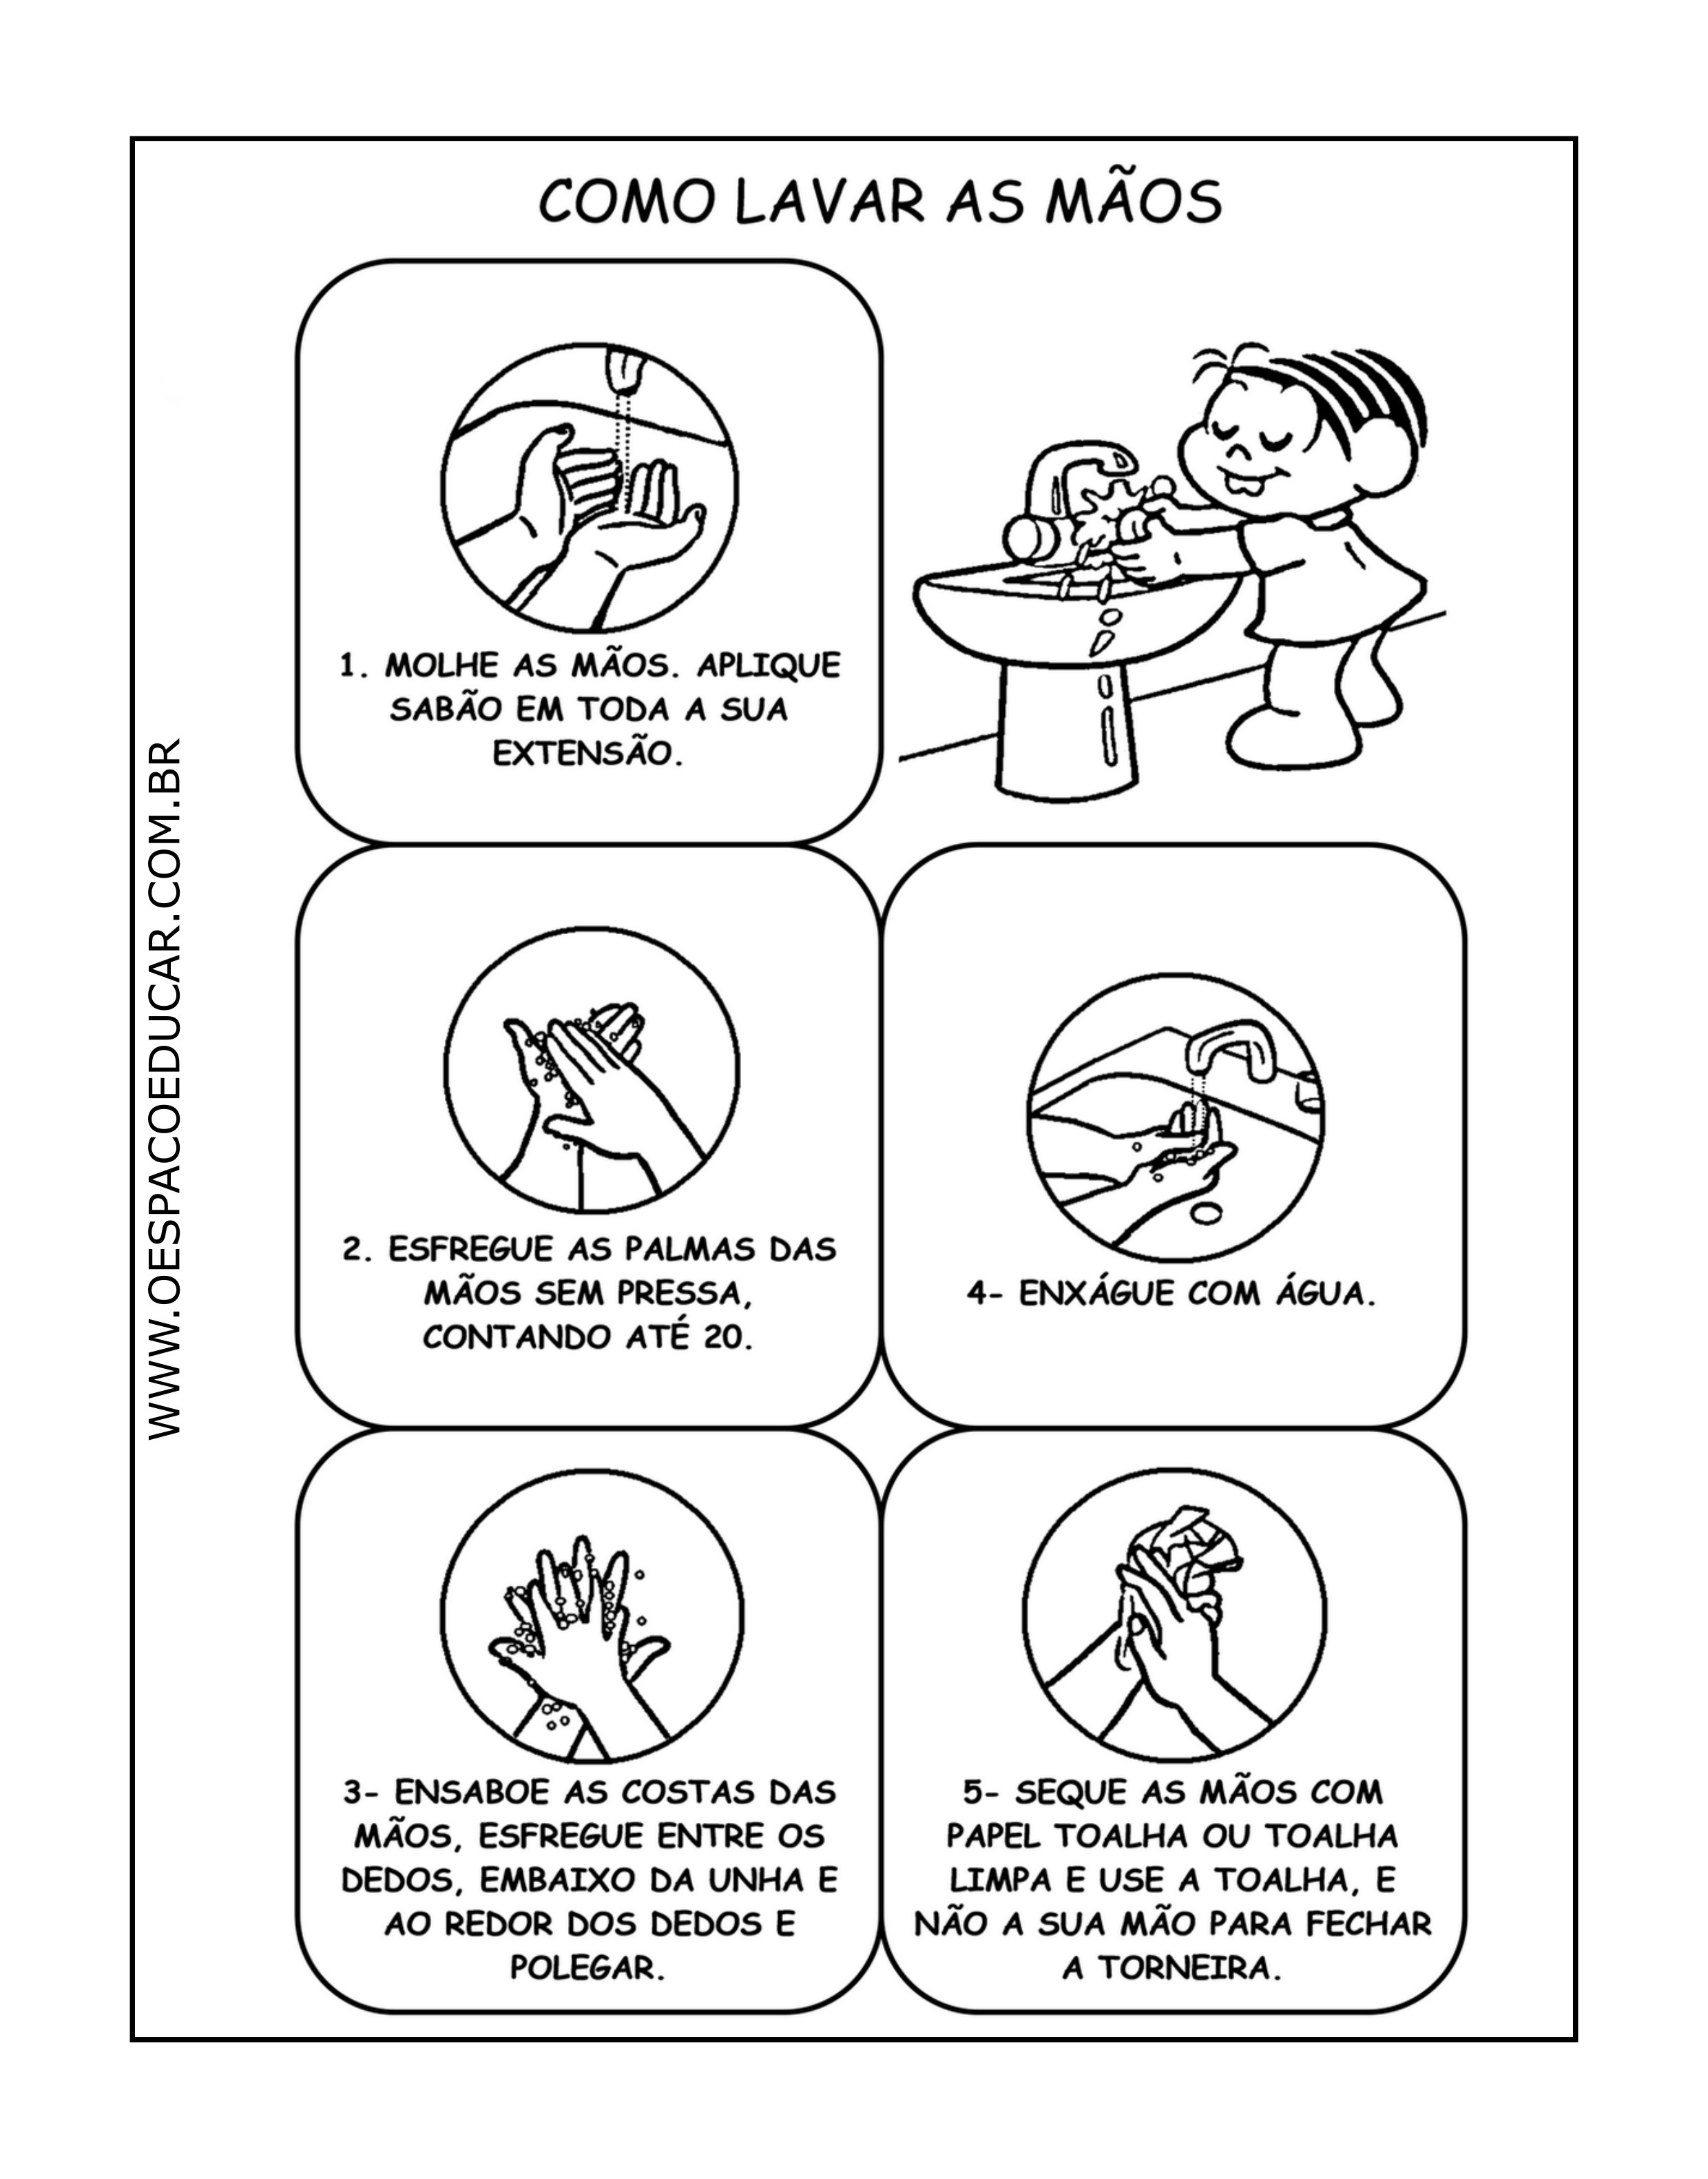 COMO LAVAR AS MÃOS
1. MOLHE AS MÃOS. APLIQUE
SABÃO EM TODA A SUA
EXTENSÃO.
2. ESFREGUE AS PALMAS DAS
MÃOS SEM PRESSA,
CONTANDO ATÉ 20.
3- ENSABOE AS COSTAS DAS
MÃOS, ESFREGUE ENTRE OS
DEDOS, EMBAIXO DA UNHA E
AO REDOR DOS DEDOS E
POLEGAR.
4- ENXÁGUE COM ÁGUA.
5- SEQUE AS MÃOS COM
PAPEL TOALHA OU TOALHA
LIMPA E USE A TOALHA, E
NÃO A SUA MÃO PARA FECHAR
A TORNEIRA.
WWW.OESPACOEDUCAR.COM.BR